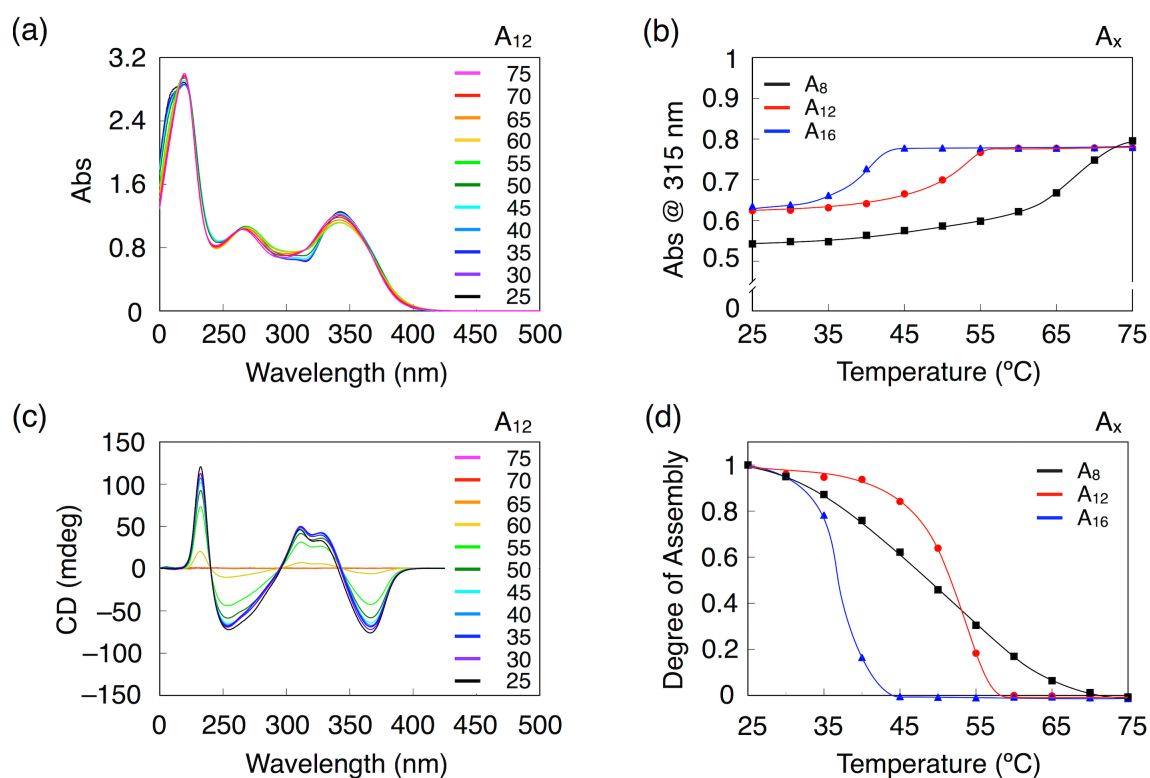 (a)
A12
3.2
2.4
1.6
0.8
0
Abs
75
70
65
60
55
50
45
40
35
30
25
0 250 300 350 400 450 500
Wavelength (nm)
(b)
Ax
1
0.9
0.8
0.7
0.6
0.5
0
Abs @ 315 nm
A8
A12
A16
25 35 45 55 65 75
Temperature (ºC)
(c)
A12
150
100
50
0
−50
−100
−150
CD (mdeg)
75
70
65
60
55
50
45
40
35
30
25
0 250 300 350 400 450 500
Wavelength (nm)
(d)
Ax
1
0.8
0.6
0.4
0.2
0
Degree of Assembly
A8
A12
A16
25 35 45 55 65 75
Temperature (ºC)